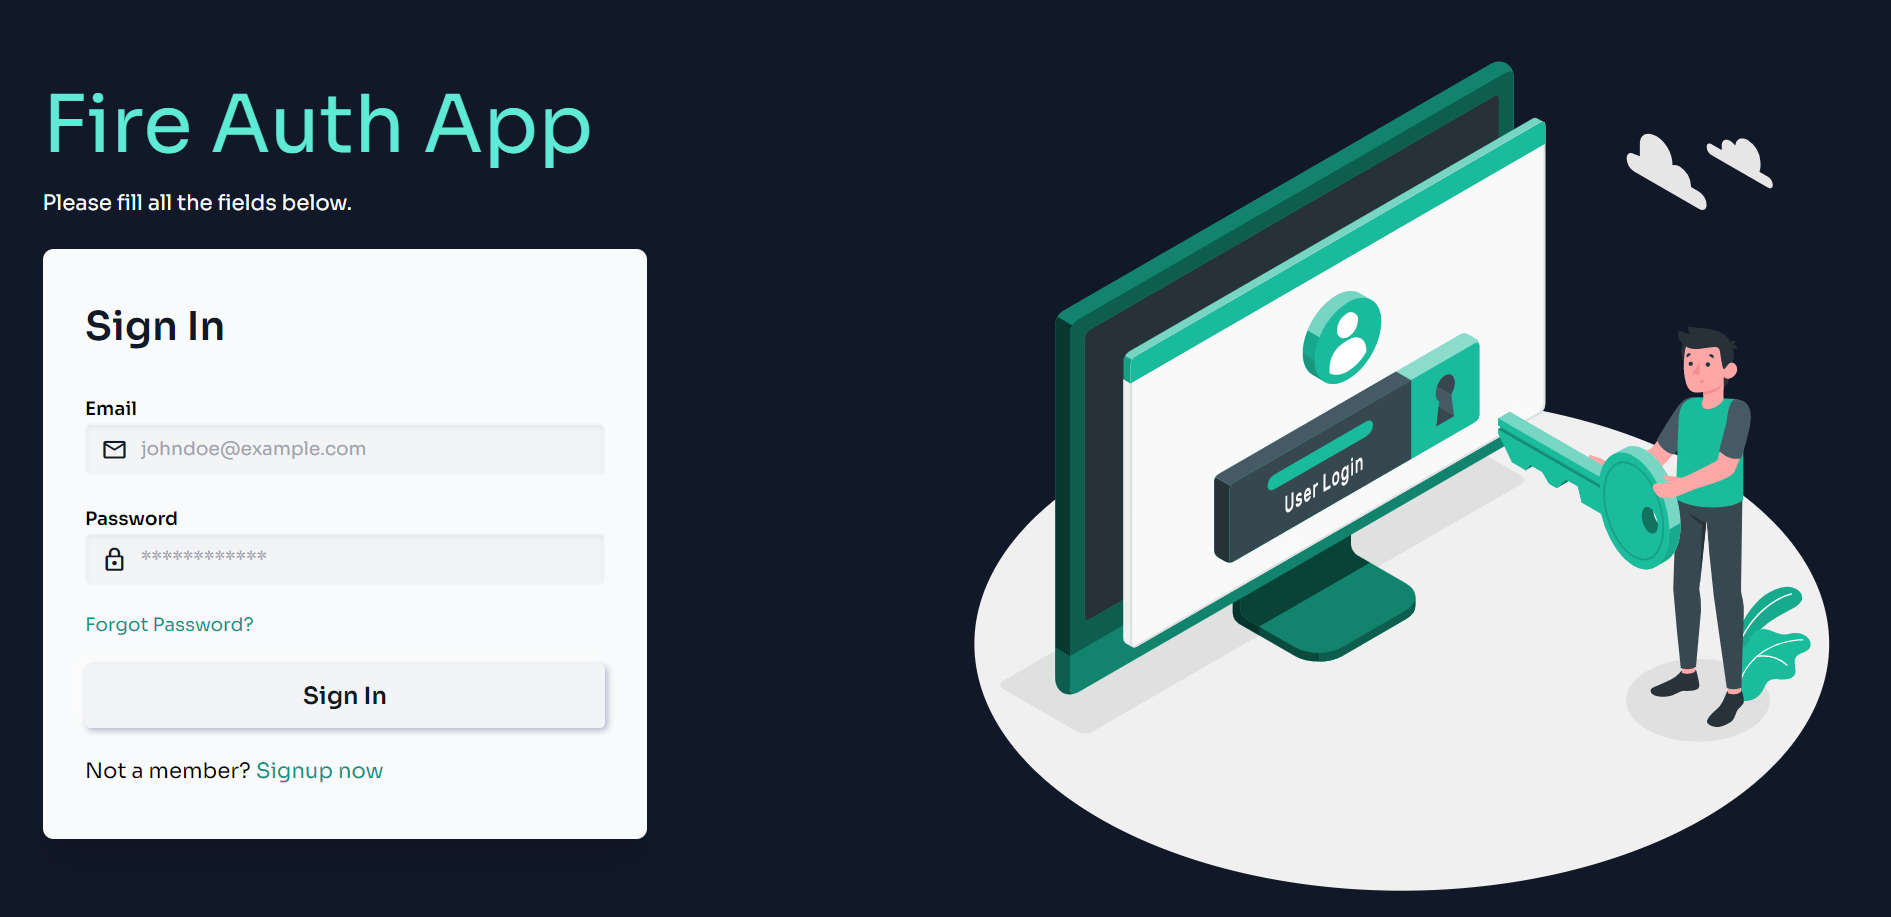 Fire Auth App
Please fill all the fields below.
Sign In
Email
johndoe@example.com
Password
************
Forgot Password?
Sign In
Not a member? Signup now
User Login